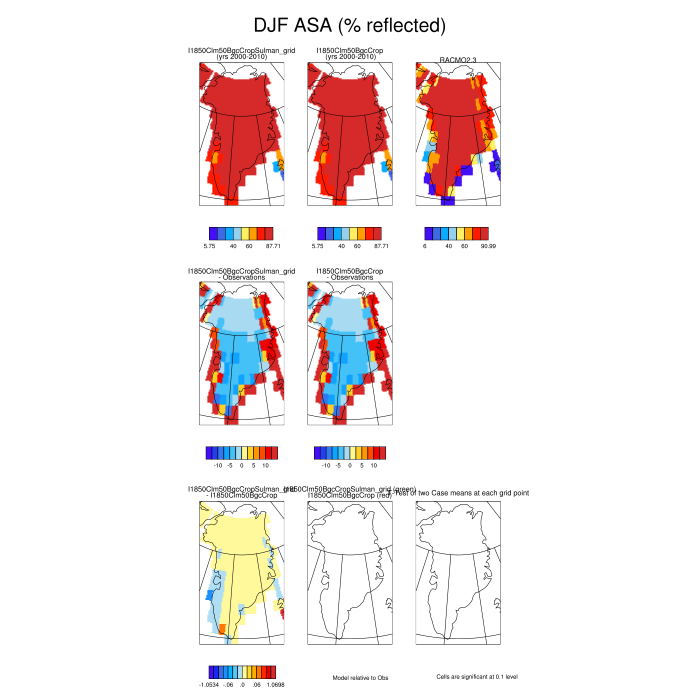 DJF ASA (% reflected)
I1850Clm50BgcCropSulman_grid
(yrs 2000-2010)
I1850Clm50BgcCrop
(yrs 2000-2010)
RACMO2.3
5.75 40 60 87.71
5.75 40 60 87.71
6 40 60 90.99
I1850Clm50BgcCropSulman_grid
- Observations
I1850Clm50BgcCrop
- Observations
-10 -5 0 5 10
-10 -5 0 5 10
I1850Clm50BgcCropSulman_grid
- I1850Clm50BgcCrop
I1850Clm50BgcCropSulman_grid (green)
I1850Clm50BgcCrop (red)
-Test of two Case means at each grid point
-1.0534 -.06 .0 .06 1.0698
Model relative to Obs
Cells are significant at 0.1 level